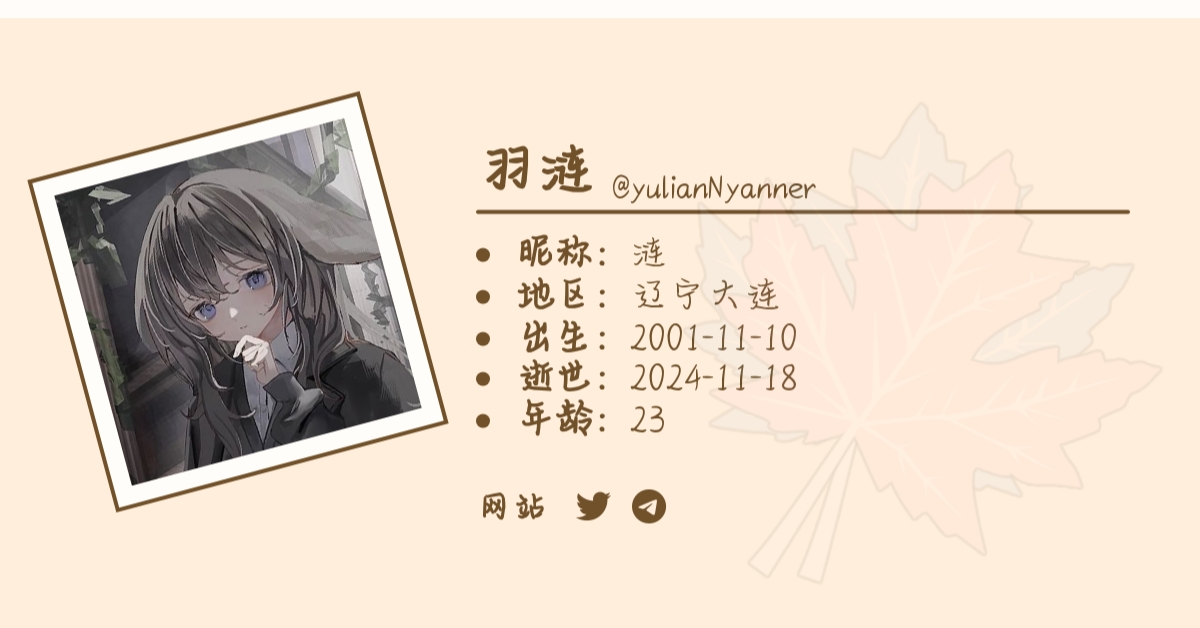 羽涟 @yulianNyanner
昵称: 涟
地区: 辽宁大连
出生: 2001-11-10
逝世: 2024-11-18
年龄: 23
网站